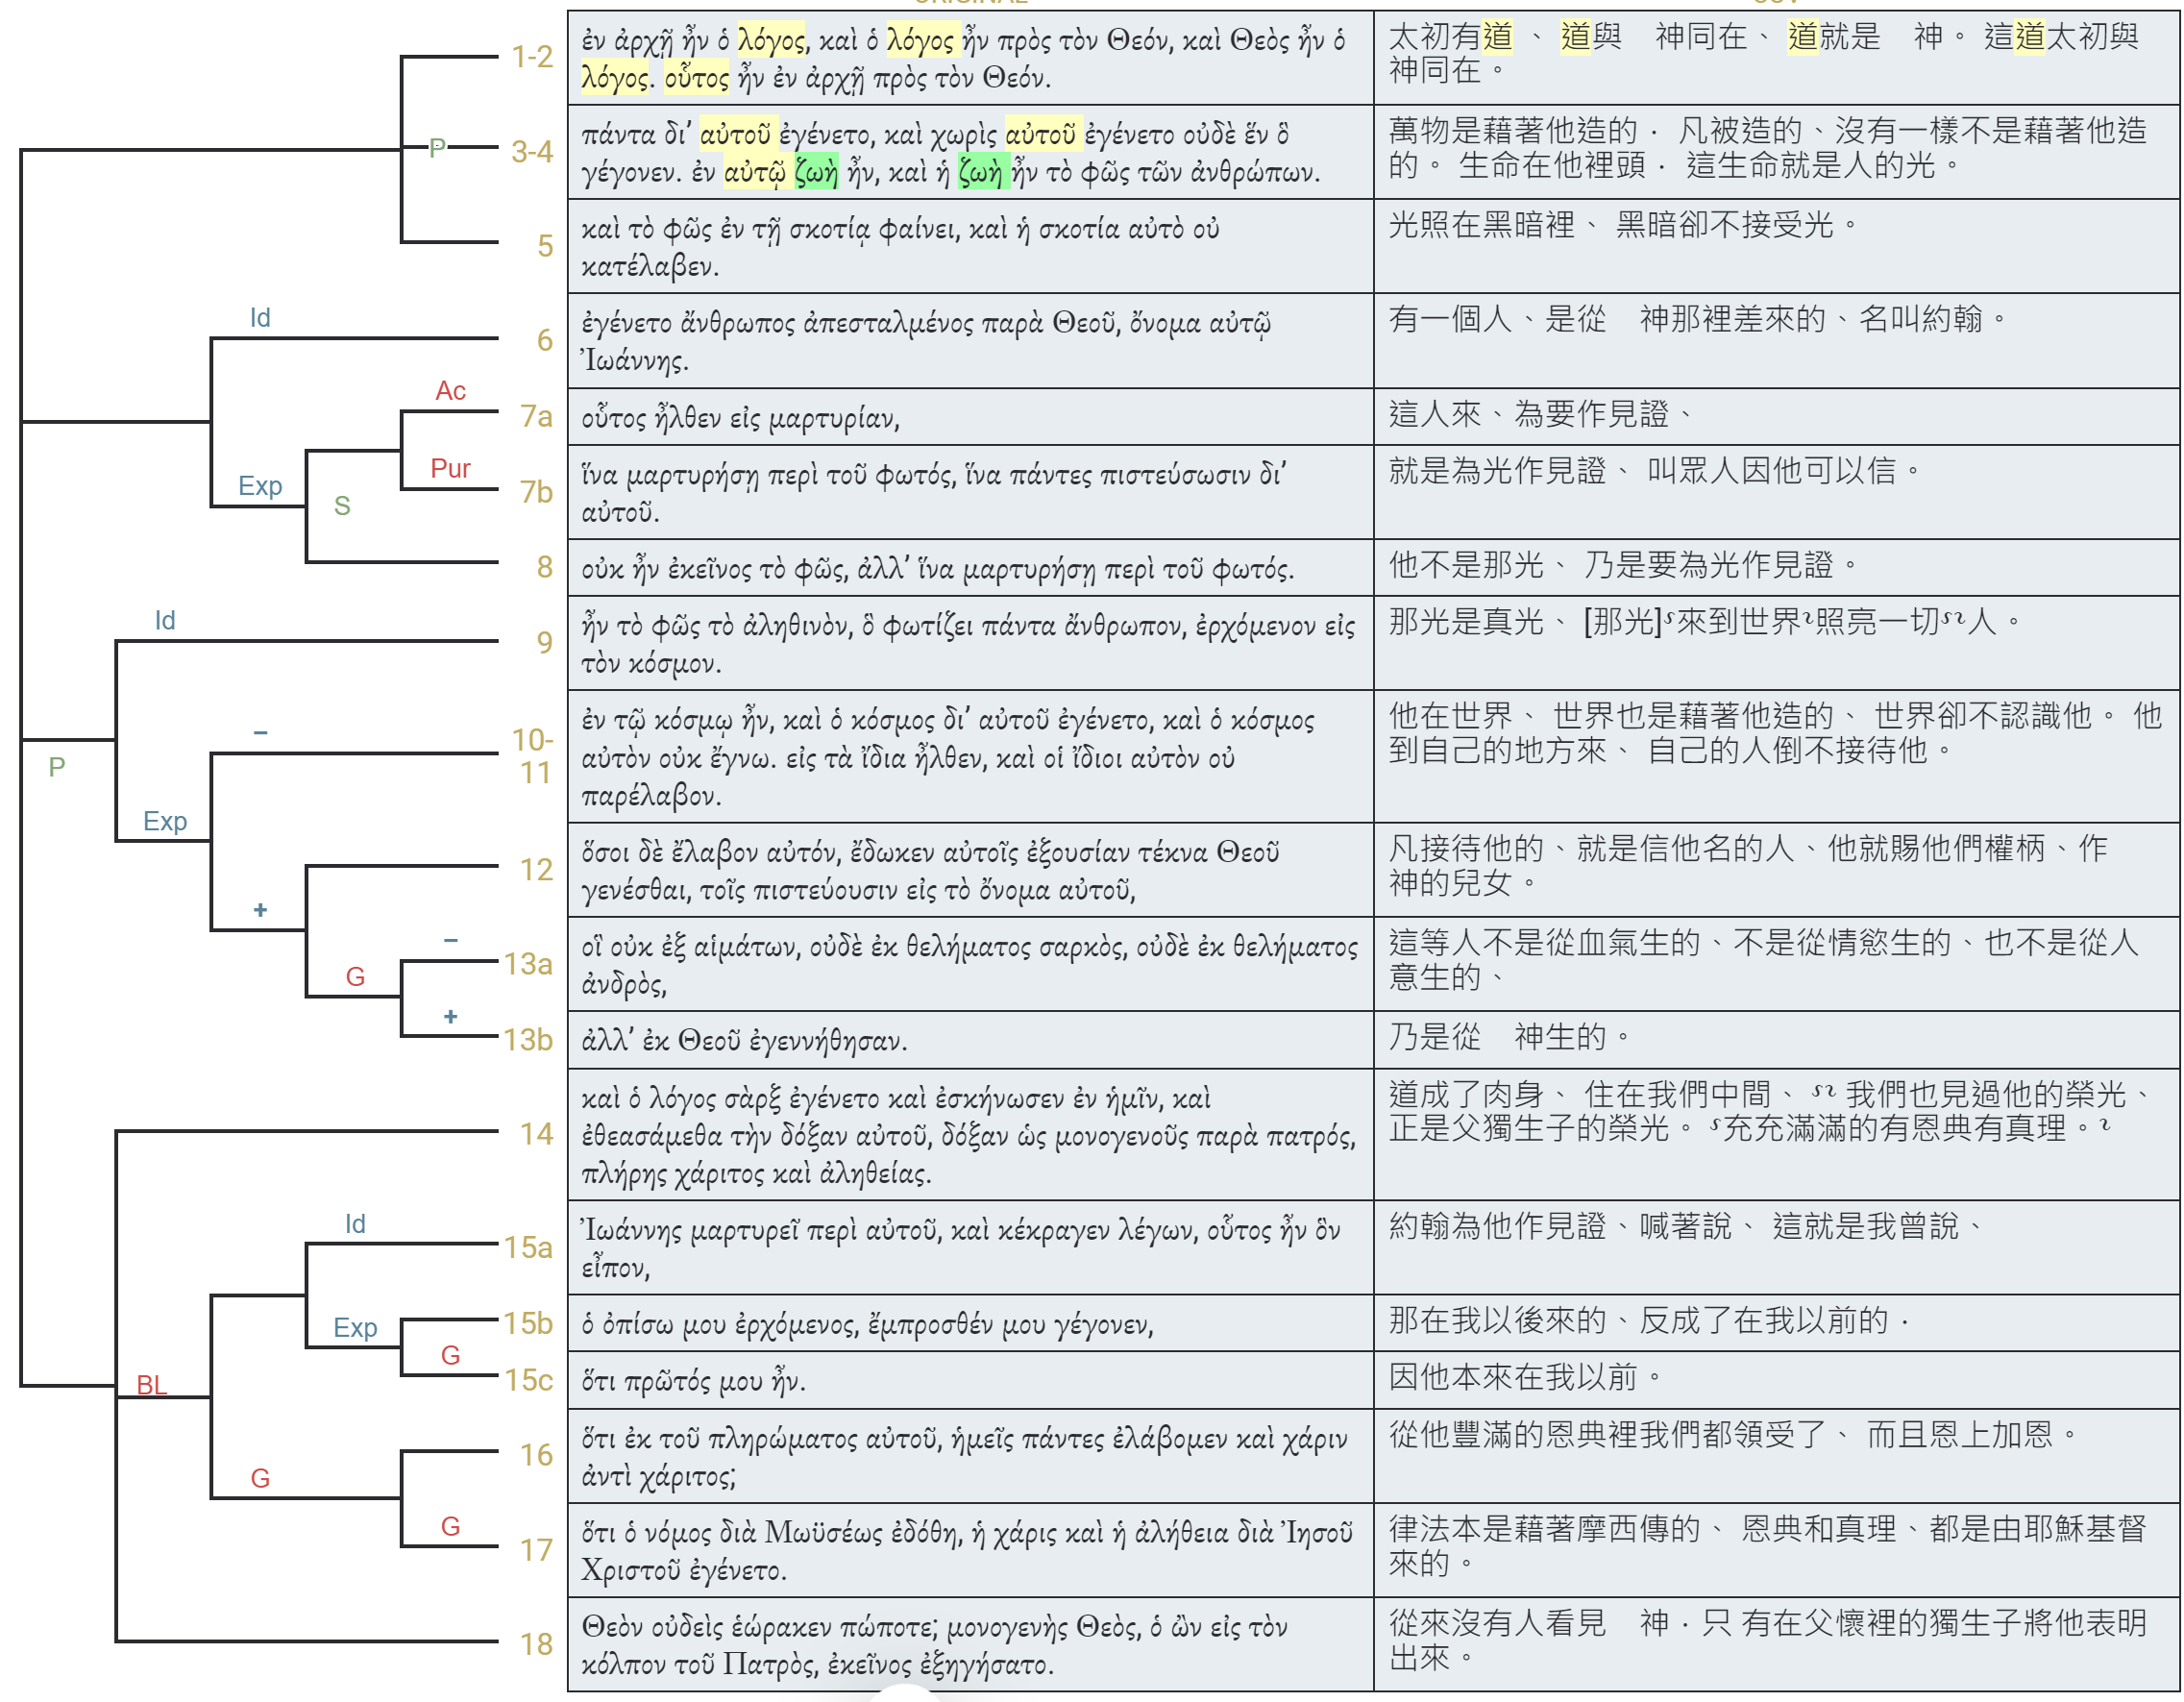 1-2
ἐν ἀρχῇ ἦν ὁ λόγος, καὶ ὁ λόγος ἦν πρὸς τὸν Θεόν, καὶ Θεὸς ἦν ὁ
λόγος. οὗτος ἦν ἐν ἀρχῇ πρὸς τὸν Θεόν.
太初有道 、 道與　神同在、 道就是　神。 這道太初與
神同在。
P
3-4
πάντα δι’ αὐτοῦ ἐγένετο, καὶ χωρὶς αὐτοῦ ἐγένετο οὐδὲ ἕν ὃ
γέγονεν. ἐν αὐτῷ ζωὴ ἦν, καὶ ἡ ζωὴ ἦν τὸ φῶς τῶν ἀνθρώπων.
萬物是藉著他造的． 凡被造的、沒有一樣不是藉著他造
的。 生命在他裡頭． 這生命就是人的光。
5
καὶ τὸ φῶς ἐν τῇ σκοτίᾳ φαίνει, καὶ ἡ σκοτία αὐτὸ οὐ
κατέλαβεν.
光照在黑暗裡、 黑暗卻不接受光。
Id
6
ἐγένετο ἄνθρωπος ἀπεσταλμένος παρὰ Θεοῦ, ὄνομα αὐτῷ
Ἰωάννης.
有一個人、是從　神那裡差來的、名叫約翰。
Ac
7a
οὗτος ἦλθεν εἰς μαρτυρίαν,
這人來、為要作見證、
Exp
S
Pur
7b
ἵνα μαρτυρήσῃ περὶ τοῦ φωτός, ἵνα πάντες πιστεύσωσιν δι’
αὐτοῦ.
就是為光作見證、 叫眾人因他可以信。
8
οὐκ ἦν ἐκεῖνος τὸ φῶς, ἀλλ’ ἵνα μαρτυρήσῃ περὶ τοῦ φωτός.
他不是那光、 乃是要為光作見證。
Id
9
ἦν τὸ φῶς τὸ ἀληθινὸν, ὃ φωτίζει πάντα ἄνθρωπον, ἐρχόμενον εἰς
τὸν κόσμον.
那光是真光、 [那光]⸂來到世界⸃照亮一切⸂⸃人。
P
−
10-
11
ἐν τῷ κόσμῳ ἦν, καὶ ὁ κόσμος δι’ αὐτοῦ ἐγένετο, καὶ ὁ κόσμος
αὐτὸν οὐκ ἔγνω. εἰς τὰ ἴδια ἦλθεν, καὶ οἱ ἴδιοι αὐτὸν οὐ
παρέλαβον.
他在世界、 世界也是藉著他造的、 世界卻不認識他。 他
到自己的地方來、 自己的人倒不接待他。
Exp
+
12
ὅσοι δὲ ἔλαβον αὐτόν, ἔδωκεν αὐτοῖς ἐξουσίαν τέκνα Θεοῦ
γενέσθαι, τοῖς πιστεύουσιν εἰς τὸ ὄνομα αὐτοῦ,
凡接待他的、就是信他名的人、他就賜他們權柄、作
神的兒女。
G
−
13a
οἳ οὐκ ἐξ αἱμάτων, οὐδὲ ἐκ θελήματος σαρκὸς, οὐδὲ ἐκ θελήματος
ἀνδρὸς,
這等人不是從血氣生的、不是從情慾生的、也不是從人
意生的、
+
13b
ἀλλ’ ἐκ Θεοῦ ἐγεννήθησαν.
乃是從　神生的。
14
καὶ ὁ λόγος σὰρξ ἐγένετο καὶ ἐσκήνωσεν ἐν ἡμῖν, καὶ
ἐθεασάμεθα τὴν δόξαν αὐτοῦ, δόξαν ὡς μονογενοῦς παρὰ πατρός,
πλήρης χάριτος καὶ ἀληθείας.
道成了肉身、 住在我們中間、 ⸂⸃ 我們也見過他的榮光、
正是父獨生子的榮光。 ⸂充充滿滿的有恩典有真理。⸃
Id
15a
Ἰωάννης μαρτυρεῖ περὶ αὐτοῦ, καὶ κέκραγεν λέγων, οὗτος ἦν ὃν
εἶπον,
約翰為他作見證、喊著說、 這就是我曾說、
Exp
15b
ὁ ὀπίσω μου ἐρχόμενος, ἔμπροσθέν μου γέγονεν,
那在我以後來的、反成了在我以前的．
BL
G
15c
ὅτι πρῶτός μου ἦν.
因他本來在我以前。
G
16
ὅτι ἐκ τοῦ πληρώματος αὐτοῦ, ἡμεῖς πάντες ἐλάβομεν καὶ χάριν
ἀντὶ χάριτος;
從他豐滿的恩典裡我們都領受了、 而且恩上加恩。
G
17
ὅτι ὁ νόμος διὰ Μωϋσέως ἐδόθη, ἡ χάρις καὶ ἡ ἀλήθεια διὰ Ἰησοῦ
Χριστοῦ ἐγένετο.
律法本是藉著摩西傳的、 恩典和真理、都是由耶穌基督
來的。
18
Θεὸν οὐδεὶς ἑώρακεν πώποτε; μονογενὴς Θεὸς, ὁ ὢν εἰς τὸν
κόλπον τοῦ Πατρὸς, ἐκεῖνος ἐξηγήσατο.
從來沒有人看見　神．只 有在父懷裡的獨生子將他表明
出來。